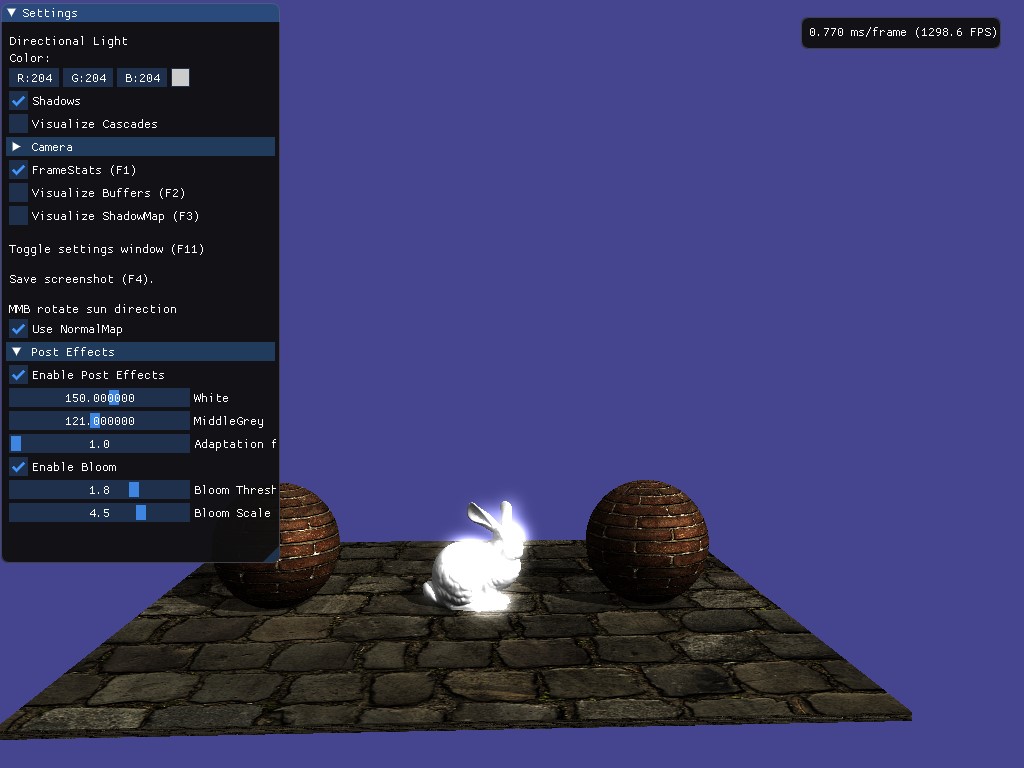 Settings
0.770 ms/frame (1298.6 FPS)
Directional Light
Color:
R:204 G:204 B:204
Shadows
Visualize Cascades
Camera
FrameStats (F1)
Visualize Buffers (F2)
Visualize ShadowMap (F3)
Toggle settings window (F11)
Save screenshot (F4).
MMB rotate sun direction
Use NormalMap
Post Effects
Enable Post Effects
150.000000 White
121.000000 MiddleGrey
1.0 Adaptation f
Enable Bloom
1.8 Bloom Thresh
4.5 Bloom Scale